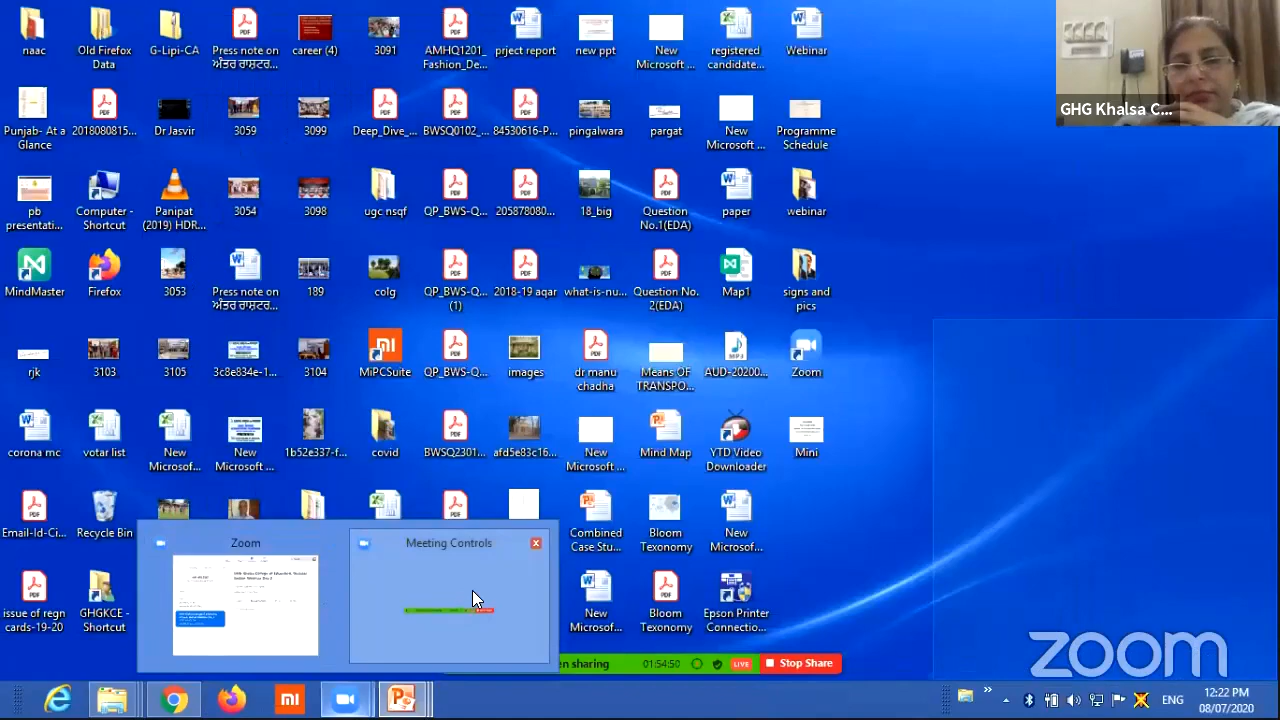 naac
Old Firefox
Data
G-Lipi-CA
Press note on
ਅੰਤਰ ਰਾਸ਼ਟਰ...
career (4)
3091
AMHQ1201_
Fashion_De...
prject report
new ppt
New
Microsoft ...
registered
candidate...
Webinar
GHG Khalsa C...
Punjab- At a
Glance
2018080815...
Dr Jasvir
3059
3099
Deep_Dive_...
BWSQ0102_...
84530616-P...
pingalwara
pargat
New
Microsoft ...
Programme
Schedule
pb
presentati...
Computer -
Shortcut
Panipat
(2019) HDR...
3054
3098
ugc nsqf
QP_BWS-Q...
205878080...
18_big
Question
No.1(EDA)
paper
webinar
MindMaster
Firefox
3053
Press note on
ਅੰਤਰ ਰਾਸ਼ਟਰ...
189
colg
QP_BWS-Q...
(1)
2018-19 aqar
what-is-nu...
Question No.
2(EDA)
Map1
signs and
pics
rjk
3103
3105
3c8e834e-1...
3104
MiPCSuite
QP_BWS-Q...
images
dr manu
chadha
Means OF
TRANSPO...
AUD-20200...
Zoom
corona mc
votar list
New
Microsof...
New
Microsoft ...
1b52e337-f...
covid
BWSQ2301...
afd5e83c16...
New
Microsoft ...
Mind Map
YTD Video
Downloader
Mini
Email-Id-Ci...
Recycle Bin
Combined
Case Stu...
Bloom
Texonomy
New
Microsof...
Zoom
Meeting Controls
issue of regn
cards-19-20
GHGKCE -
Shortcut
New
Microsof...
Bloom
Texonomy
Epson Printer
Connectio...
en sharing
01:54:50
LIVE
Stop Share
zoom
ENG
12:22 PM
08/07/2020